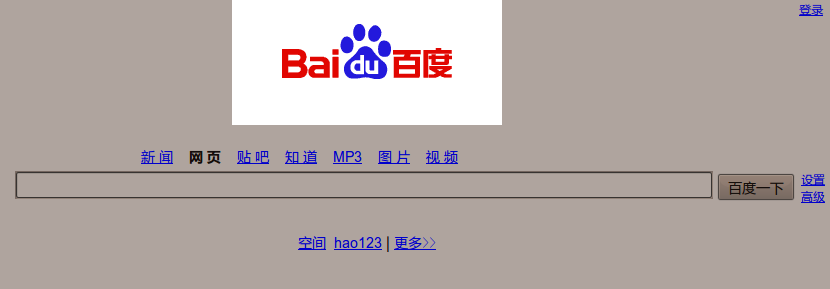 登录
Bai du 百度
新 闻 网 页 贴 吧 知 道 MP3 图 片 视 频
百度一下 设置
高级
空间 hao123 | 更多>>